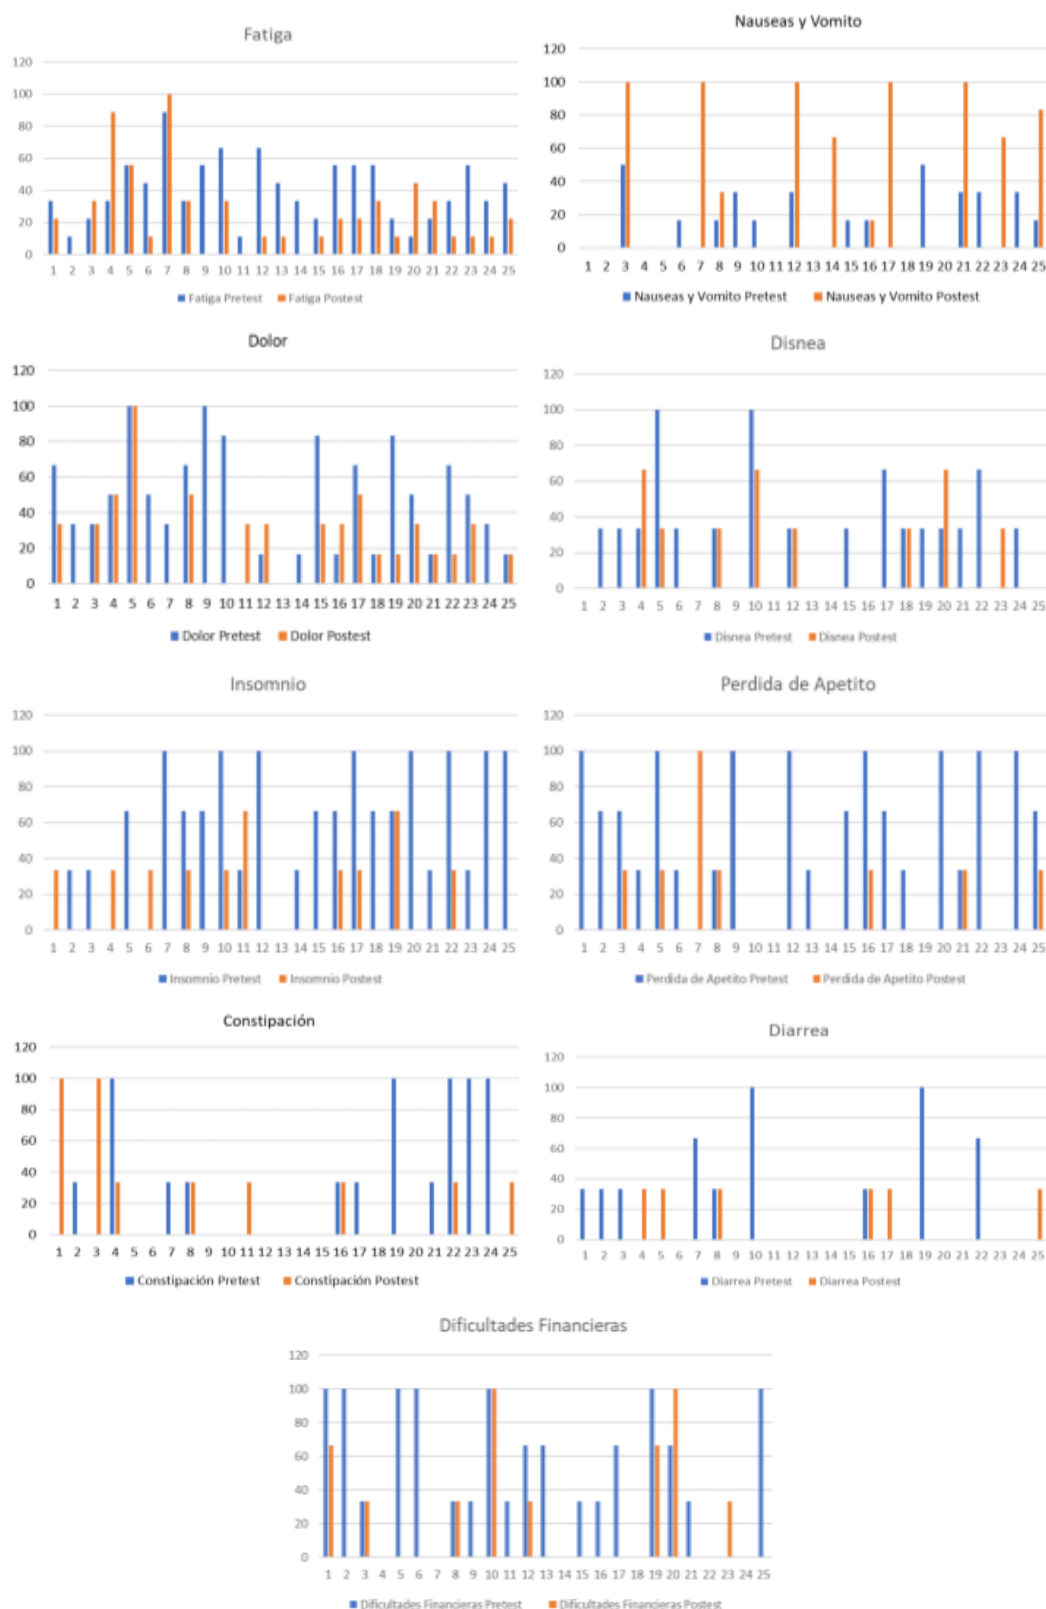 Fatiga
120
100
80
60
40
20
0
1 2 3 4 5 6 7 8 9 10 11 12 13 14 15 16 17 18 19 20 21 22 23 24 25
Fatiga Pretest Fatiga Postest
Nauseas y Vomito
120
100
80
60
40
20
0
1 2 3 4 5 6 7 8 9 10 11 12 13 14 15 16 17 18 19 20 21 22 23 24 25
Nauseas y Vomito Pretest Nauseas y Vomito Postest
Dolor
120
100
80
60
40
20
0
1 2 3 4 5 6 7 8 9 10 11 12 13 14 15 16 17 18 19 20 21 22 23 24 25
Dolor Pretest Dolor Postest
Disnea
120
100
80
60
40
20
0
1 2 3 4 5 6 7 8 9 10 11 12 13 14 15 16 17 18 19 20 21 22 23 24 25
Disnea Pretest Disnea Postest
Insomnio
120
100
80
60
40
20
0
1 2 3 4 5 6 7 8 9 10 11 12 13 14 15 16 17 18 19 20 21 22 23 24 25
Insomnio Pretest Insomnio Postest
Perdida de Apetito
120
100
80
60
40
20
0
1 2 3 4 5 6 7 8 9 10 11 12 13 14 15 16 17 18 19 20 21 22 23 24 25
Perdida de Apetito Pretest Perdida de Apetito Postest
Constipación
120
100
80
60
40
20
0
1 2 3 4 5 6 7 8 9 10 11 12 13 14 15 16 17 18 19 20 21 22 23 24 25
Constipación Pretest Constipación Postest
Diarrea
120
100
80
60
40
20
0
1 2 3 4 5 6 7 8 9 10 11 12 13 14 15 16 17 18 19 20 21 22 23 24 25
Diarrea Pretest Diarrea Postest
Dificultades Financieras
120
100
80
60
40
20
0
1 2 3 4 5 6 7 8 9 10 11 12 13 14 15 16 17 18 19 20 21 22 23 24 25
Dificultades Financieras Pretest Dificultades Financieras Postest